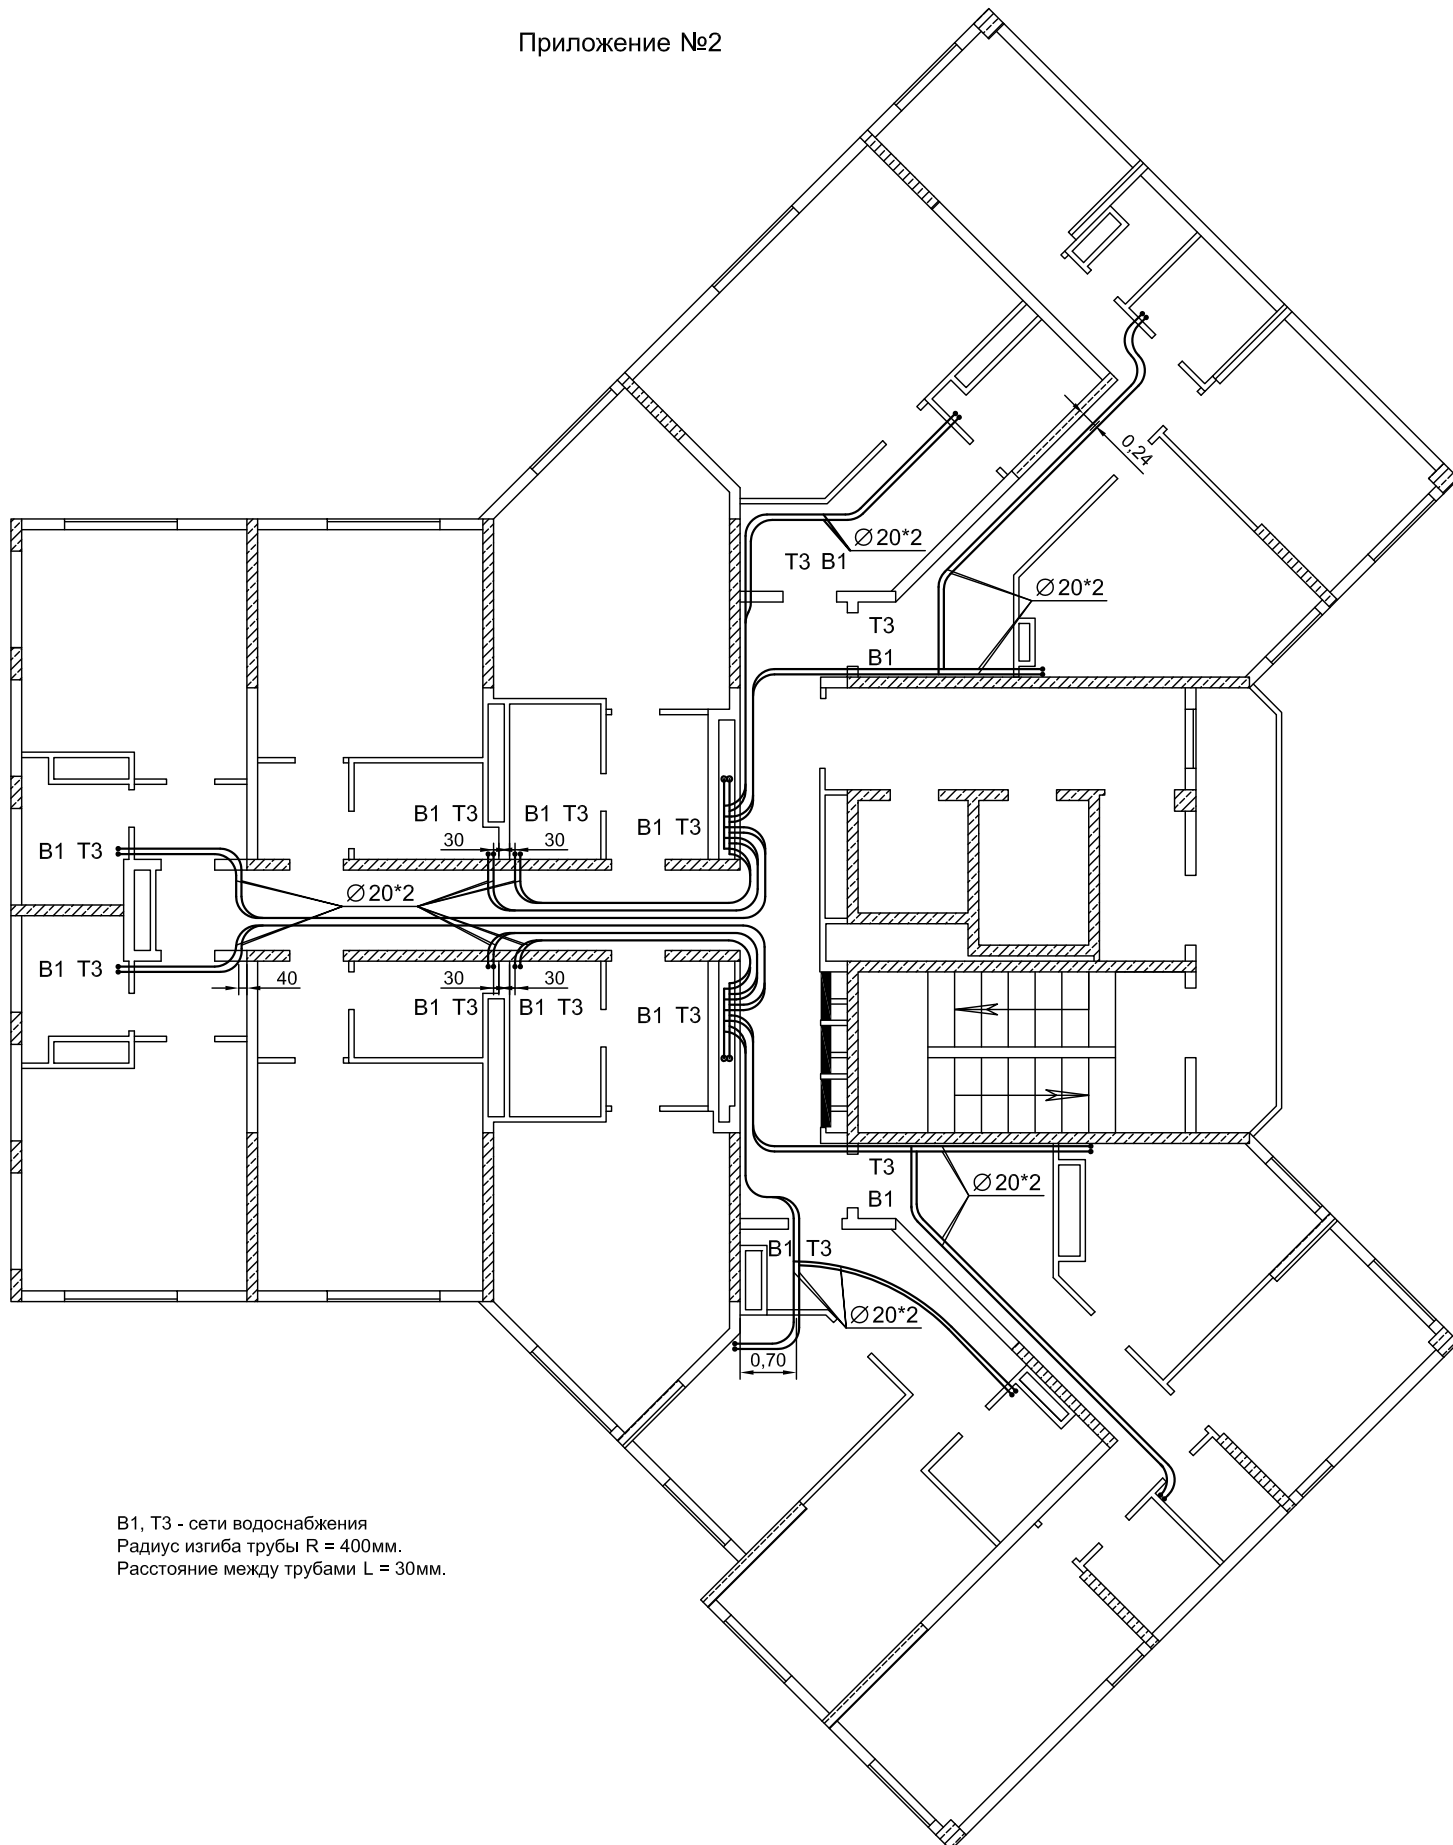 Приложение №2
0,24
∅20*2
Т3 В1
∅20*2
Т3
В1
В1 Т3 В1 Т3
В1 Т3
30 30
В1 Т3
∅20*2
В1 Т3
40 30 30
В1 Т3 В1 Т3
В1 Т3
Т3
В1
∅20*2
В1 Т3
∅20*2
0,70
В1, Т3 - сети водоснабжения
Радиус изгиба трубы R = 400мм.
Расстояние между трубами L = 30мм.